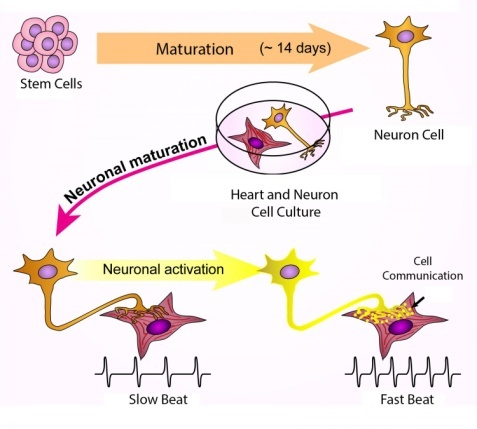 Maturation (~ 14 days)
Stem Cells
Neuron Cell
Neuronal maturation
Heart and Neuron
Cell Culture
Neuronal activation
Cell
Communication
Slow Beat
Fast Beat